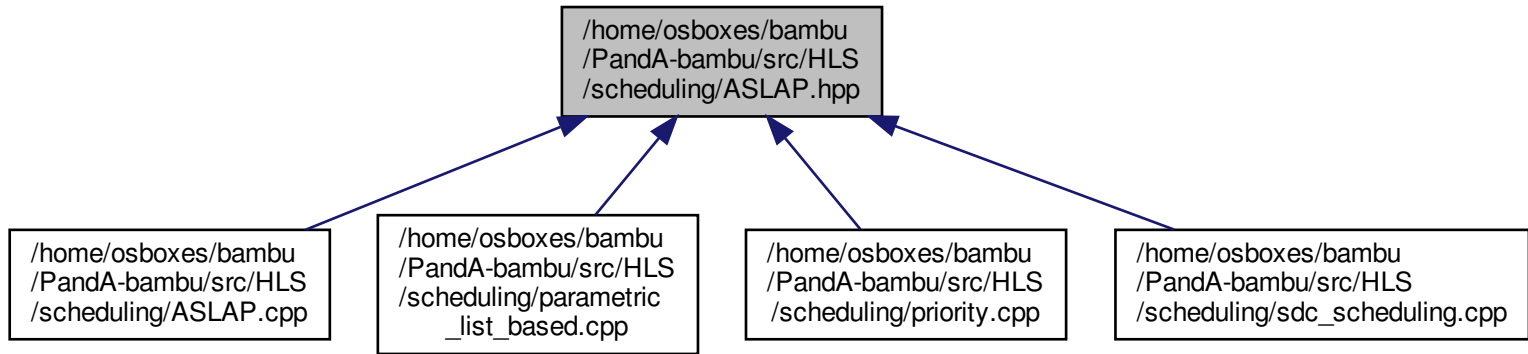 /home/osboxes/bambu
/PandA-bambu/src/HLS
/scheduling/ASLAP.hpp
/home/osboxes/bambu
/PandA-bambu/src/HLS
/scheduling/ASLAP.cpp
/home/osboxes/bambu
/PandA-bambu/src/HLS
/scheduling/parametric
_list_based.cpp
/home/osboxes/bambu
/PandA-bambu/src/HLS
/scheduling/priority.cpp
/home/osboxes/bambu
/PandA-bambu/src/HLS
/scheduling/sdc_scheduling.cpp